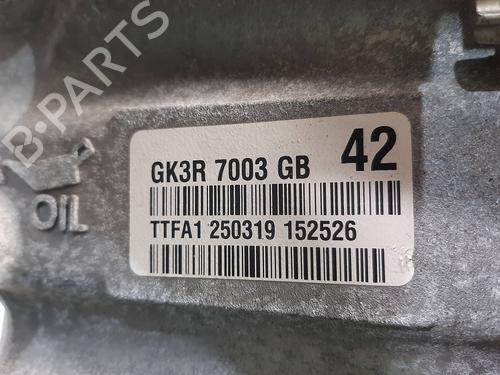 B-PARTS
GK3R 7003 GB 42
TTFA1 250319 152526
OIL